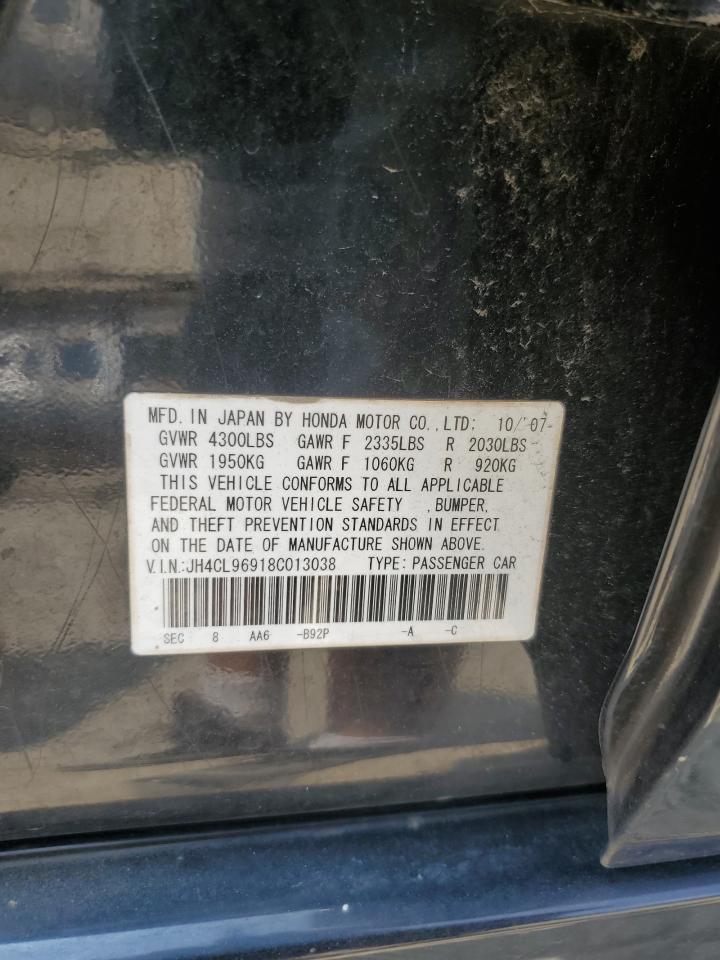 MFD. IN JAPAN BY HONDA MOTOR CO., LTD: 10/'07
GVWR 4300LBS GAWR F 2335LBS R 2030LBS
GVWR 1950KG GAWR F 1060KG R 920KG
THIS VEHICLE CONFORMS TO ALL APPLICABLE
FEDERAL MOTOR VEHICLE SAFETY , BUMPER,
AND THEFT PREVENTION STANDARDS IN EFFECT
ON THE DATE OF MANUFACTURE SHOWN ABOVE.
V.I.N.:JH4CL96918C013038 TYPE: PASSENGER CAR
SEC 8 AA6 -B92P -A -C